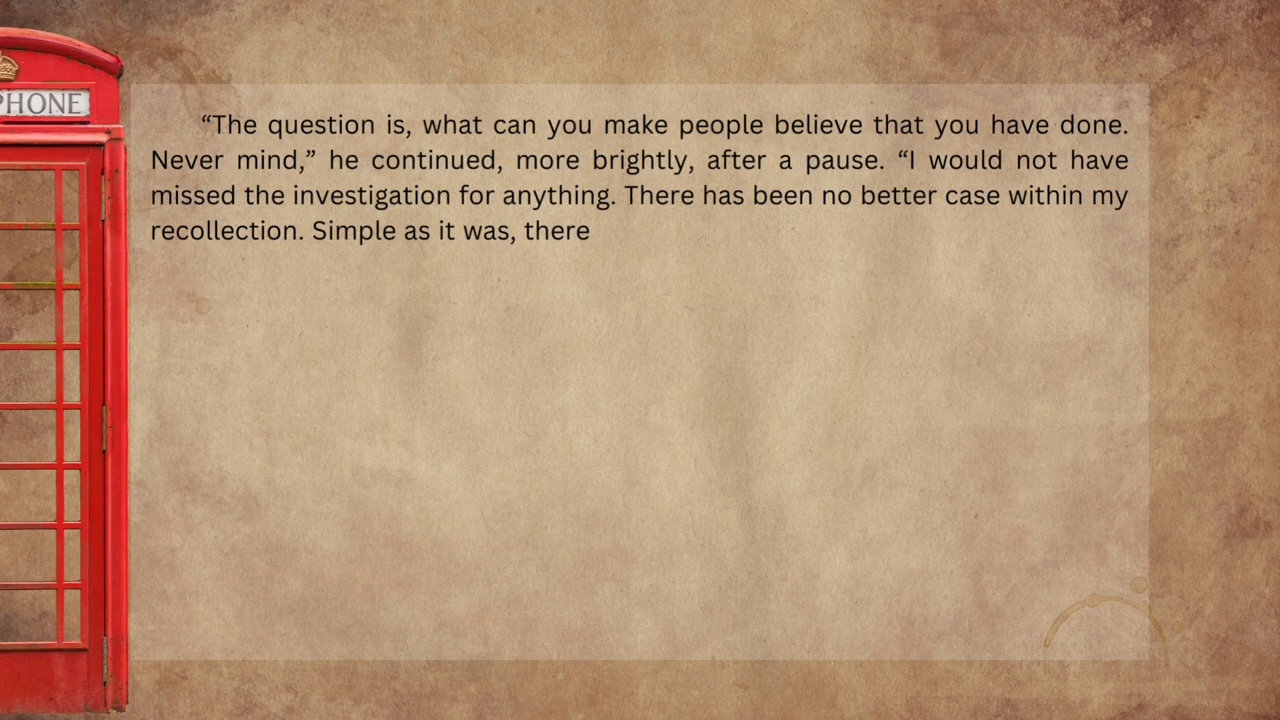 PHONE
“The question is, what can you make people believe that you have done.
Never mind,” he continued, more brightly, after a pause. “I would not have
missed the investigation for anything. There has been no better case within my
recollection. Simple as it was, there